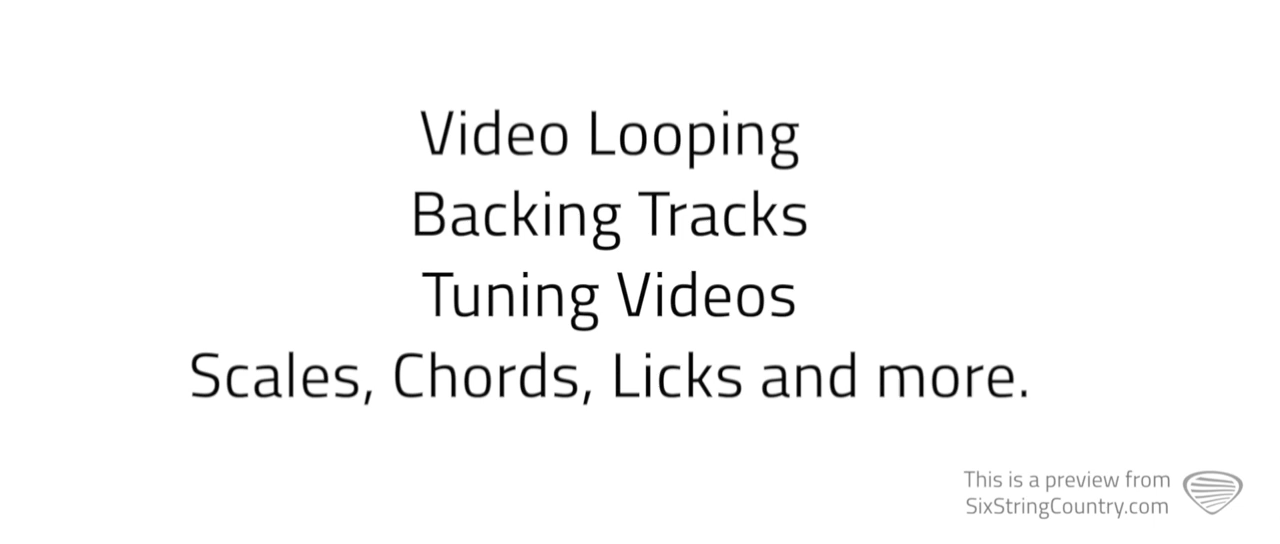 Video Looping
Backing Tracks
Tuning Videos
Scales, Chords, Licks and more.
This is a preview from
SixStringCountry.com